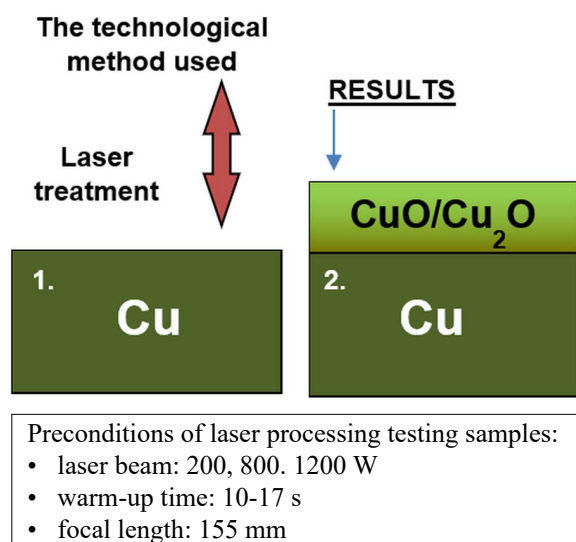 The technological
method used
RESULTS
Laser
treatment
CuO/Cu₂O
1.
Cu
2.
Cu
Preconditions of laser processing testing samples:
• laser beam: 200, 800. 1200 W
• warm-up time: 10-17 s
• focal length: 155 mm